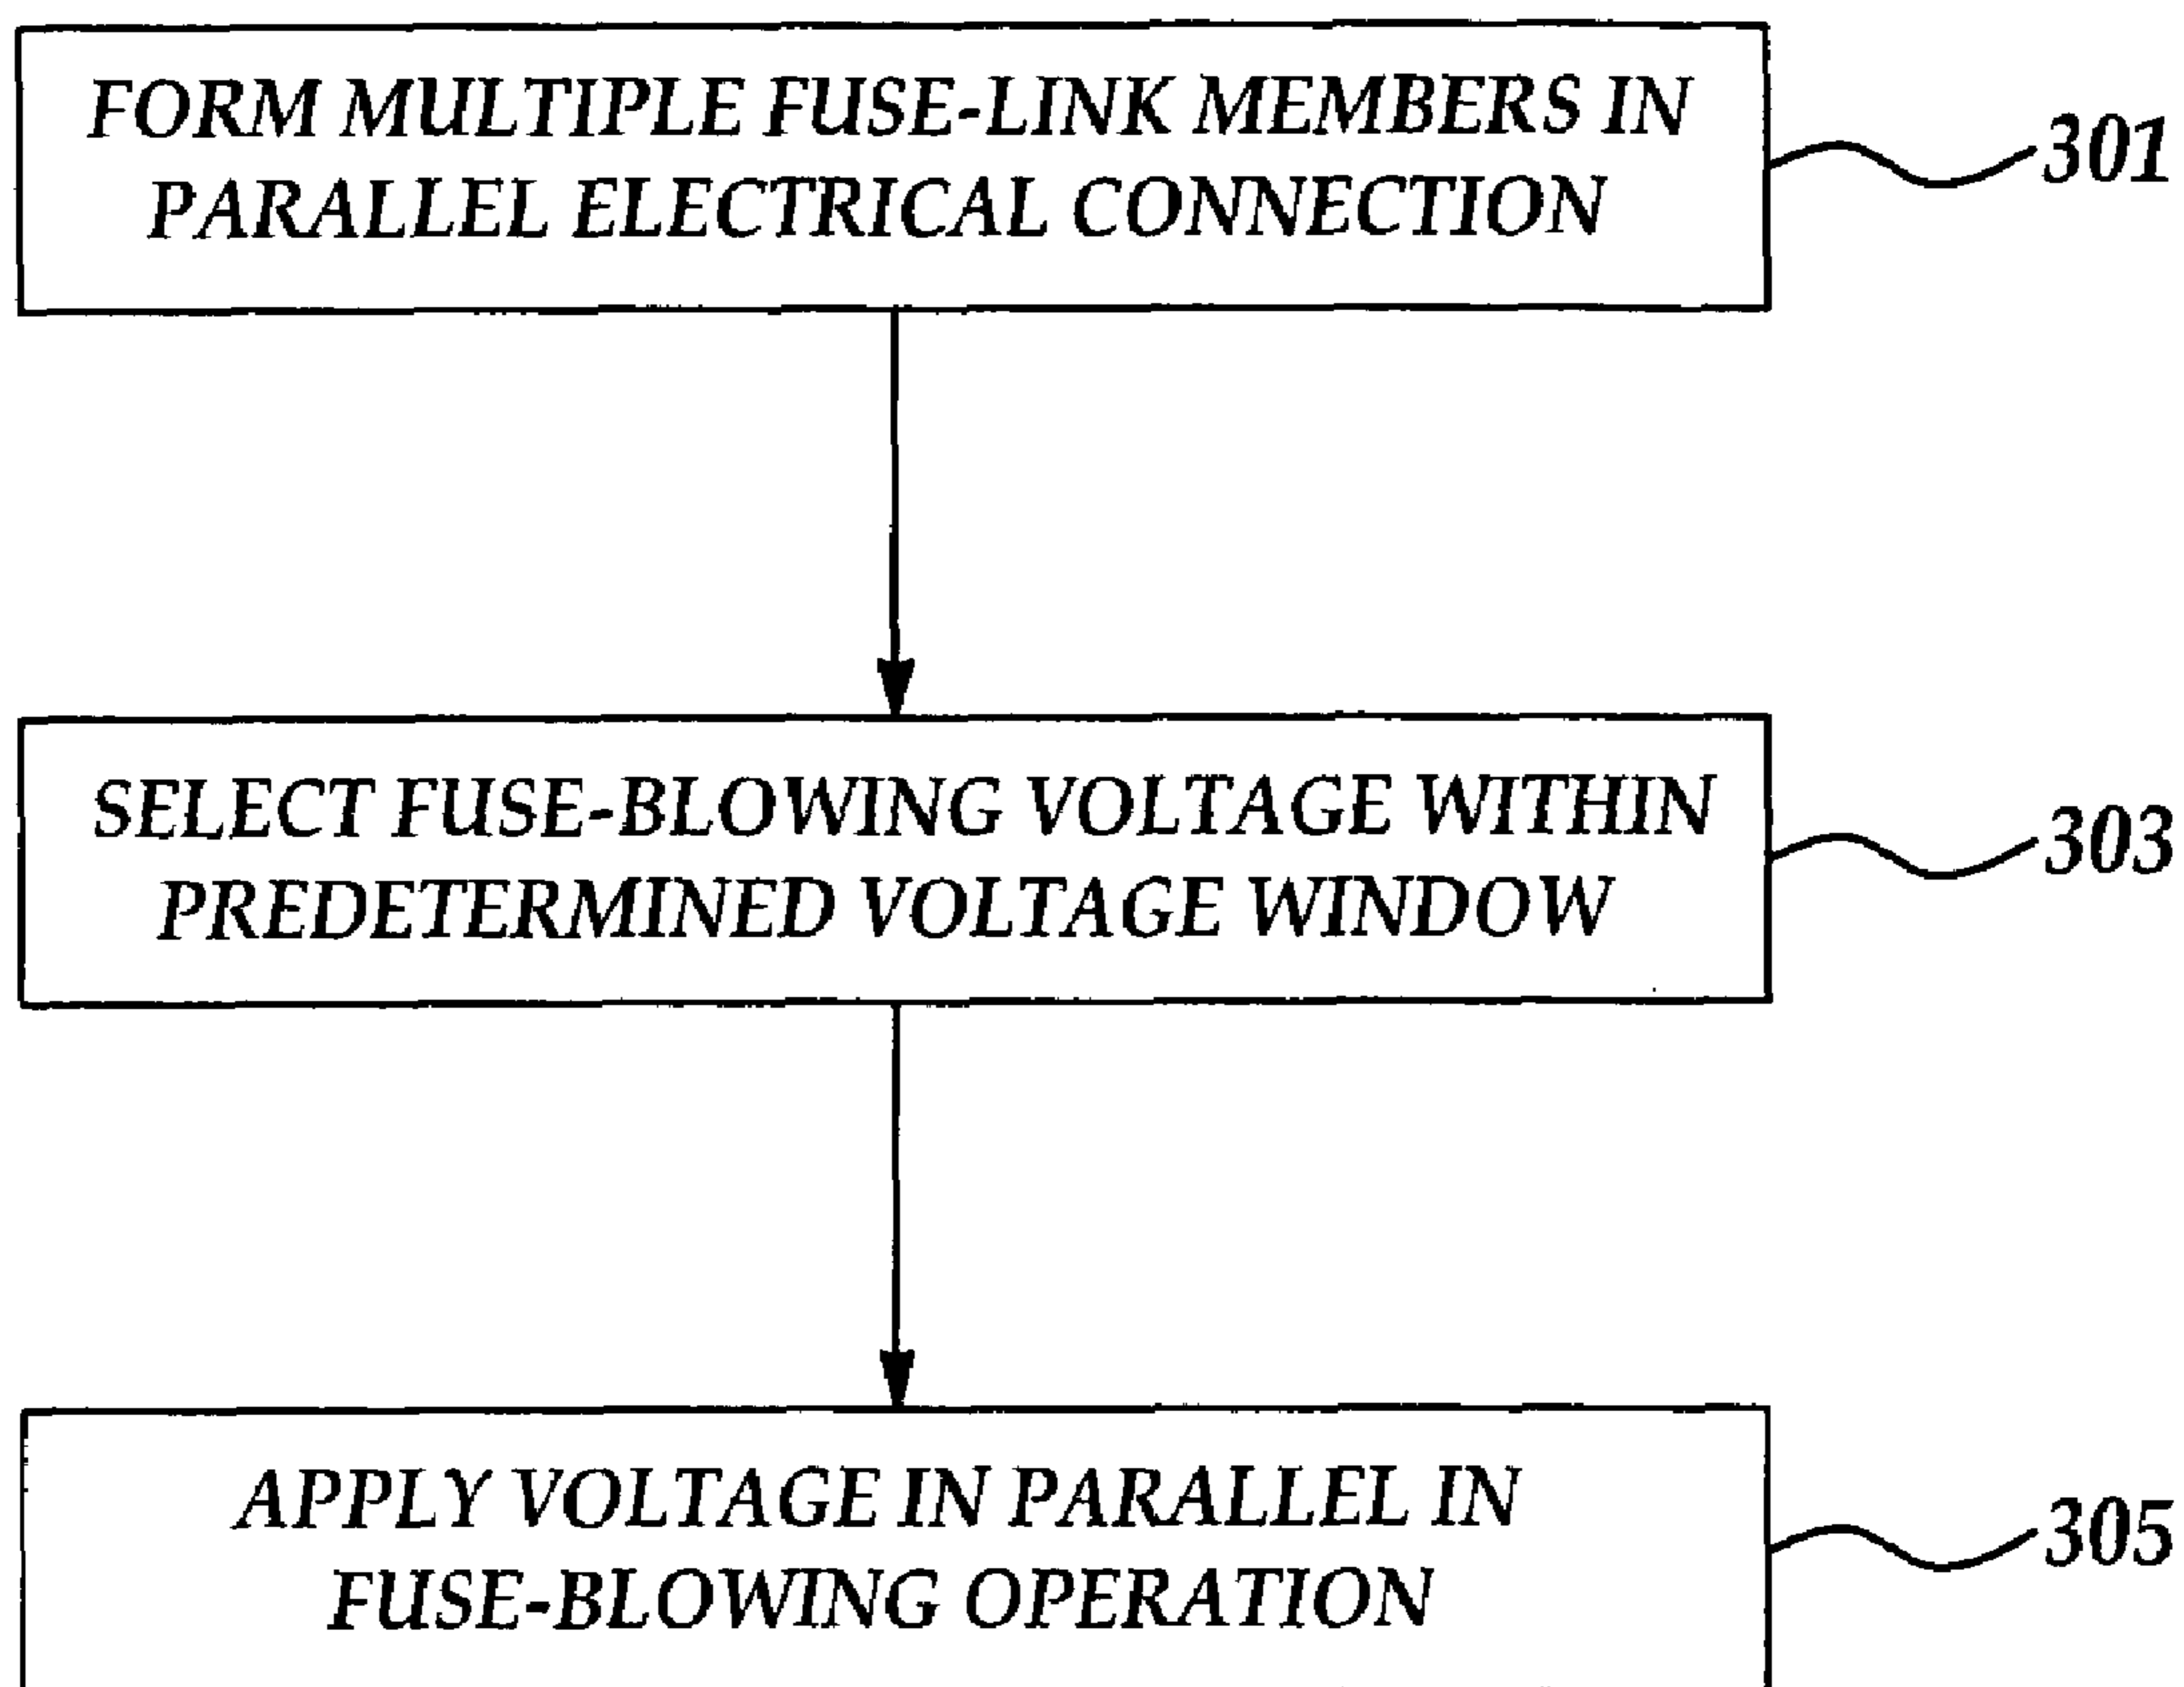 FORM MULTIPLE FUSE-LINK MEMBERS IN
PARALLEL ELECTRICAL CONNECTION
301
SELECT FUSE-BLOWING VOLTAGE WITHIN
PREDETERMINED VOLTAGE WINDOW
303
APPLY VOLTAGE IN PARALLEL IN
FUSE-BLOWING OPERATION
305